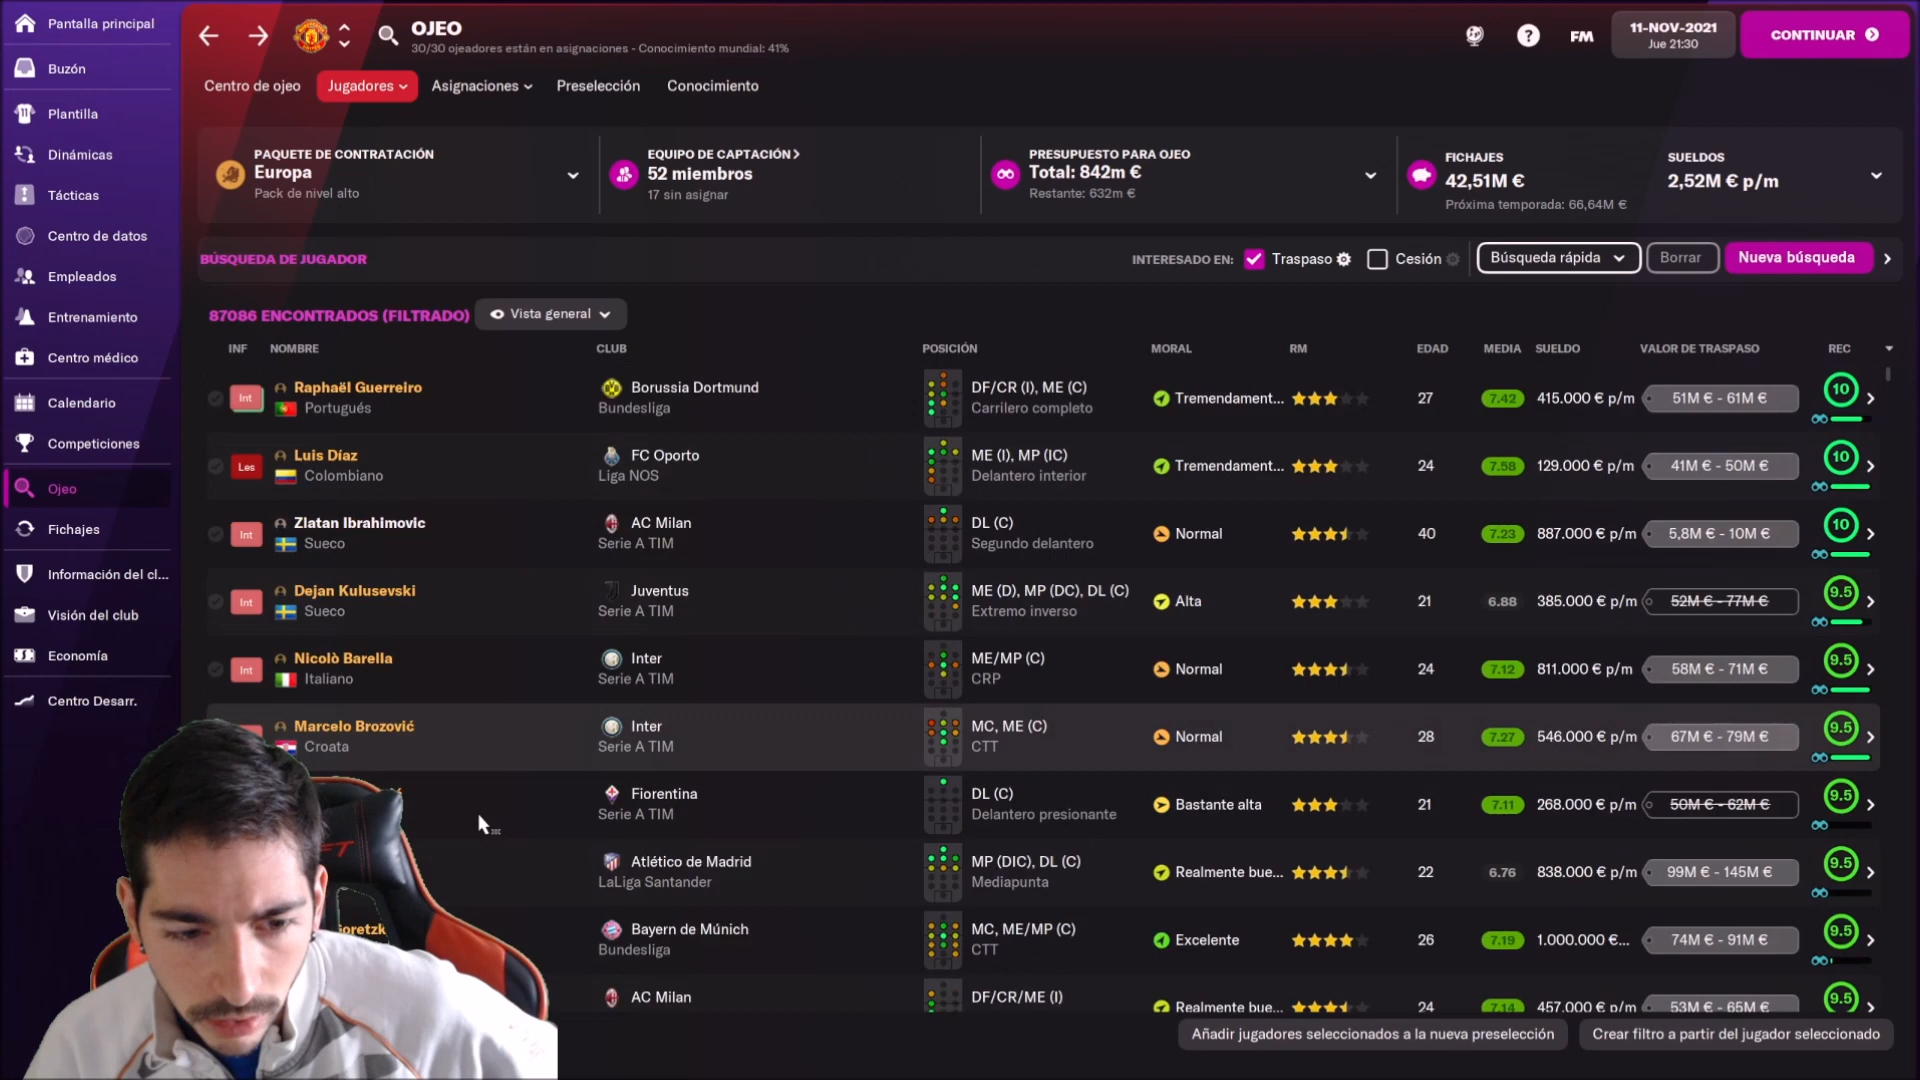 Pantalla principal
Buzón
Plantilla
Dinámicas
Tácticas
Centro de datos
Empleados
Entrenamiento
Centro médico
Calendario
Competiciones
Ojeo
Fichajes
Información del cl...
Visión del club
Economía
Centro Desarr.
OJEO
30/30 ojeadores están en asignaciones - Conocimiento mundial: 41%
FM
11-NOV-2021
Jue 21:30
CONTINUAR
Centro de ojeo Jugadores Asignaciones Preselección Conocimiento
PAQUETE DE CONTRATACIÓN
Europa
Pack de nivel alto
EQUIPO DE CAPTACIÓN
52 miembros
17 sin asignar
PRESUPUESTO PARA OJEO
Total: 842m €
Restante: 632m €
FICHAJES
42,51M €
Próxima temporada: 66,64M €
SUELDOS
2,52M € p/m
BÚSQUEDA DE JUGADOR
INTERESADO EN: Traspaso Cesión Búsqueda rápida Borrar Nueva búsqueda
87086 ENCONTRADOS (FILTRADO) Vista general
INF NOMBRE CLUB POSICIÓN MORAL RM EDAD MEDIA SUELDO VALOR DE TRASPASO REC
Int Raphaël Guerreiro Borussia Dortmund DF/CR (I), ME (C) Tremendament... 27 7.42 415.000 € p/m 51M € - 61M € 10
Portugués Bundesliga Carrilero completo
Les Luis Díaz FC Oporto ME (I), MP (IC) Tremendament... 24 7.58 129.000 € p/m 41M € - 50M € 10
Colombiano Liga NOS Delantero interior
Int Zlatan Ibrahimovic AC Milan DL (C) Normal 40 7.23 887.000 € p/m 5,8M € - 10M € 10
Sueco Serie A TIM Segundo delantero
Int Dejan Kulusevski Juventus ME (D), MP (DC), DL (C) Alta 21 6.88 385.000 € p/m 52M € - 77M € 9.5
Sueco Serie A TIM Extremo inverso
Int Nicolò Barella Inter ME/MP (C) Normal 24 7.12 811.000 € p/m 58M € - 71M € 9.5
Italiano Serie A TIM CRP
Marcelo Brozović Inter MC, ME (C) Normal 28 7.27 546.000 € p/m 67M € - 79M € 9.5
Croata Serie A TIM CTT
Fiorentina DL (C) Bastante alta 21 7.11 268.000 € p/m 50M € - 62M € 9.5
Serie A TIM Delantero presionante
Atlético de Madrid MP (DIC), DL (C) Realmente bue... 22 6.76 838.000 € p/m 99M € - 145M € 9.5
LaLiga Santander Mediapunta
Bayern de Múnich MC, ME/MP (C) Excelente 26 7.19 1.000.000 €... 74M € - 91M € 9.5
Bundesliga CTT
AC Milan DF/CR/ME (I) Realmente bue... 24 7.14 457.000 € p/m 53M € - 65M € 9.5
Añadir jugadores seleccionados a la nueva preselección Crear filtro a partir del jugador seleccionado